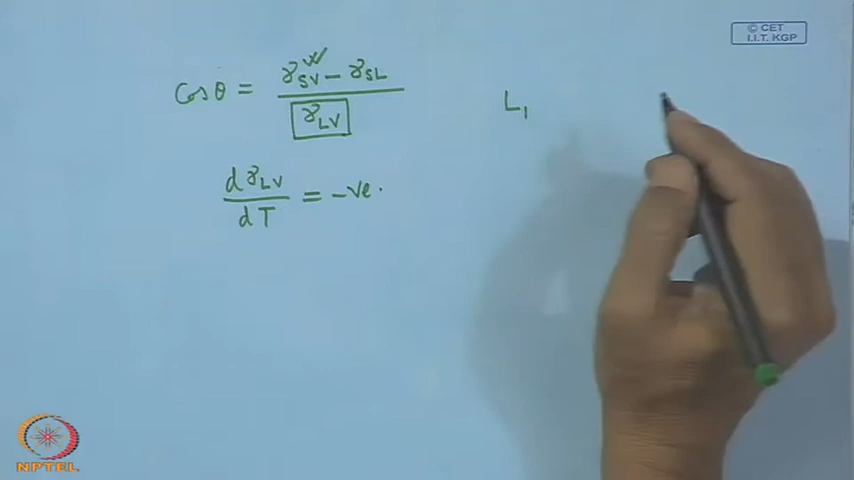 © CET
I.I.T. KGP
cos θ = (γSV - γSL) / γLV
L1
dγLV / dT = -ve.
NPTEL